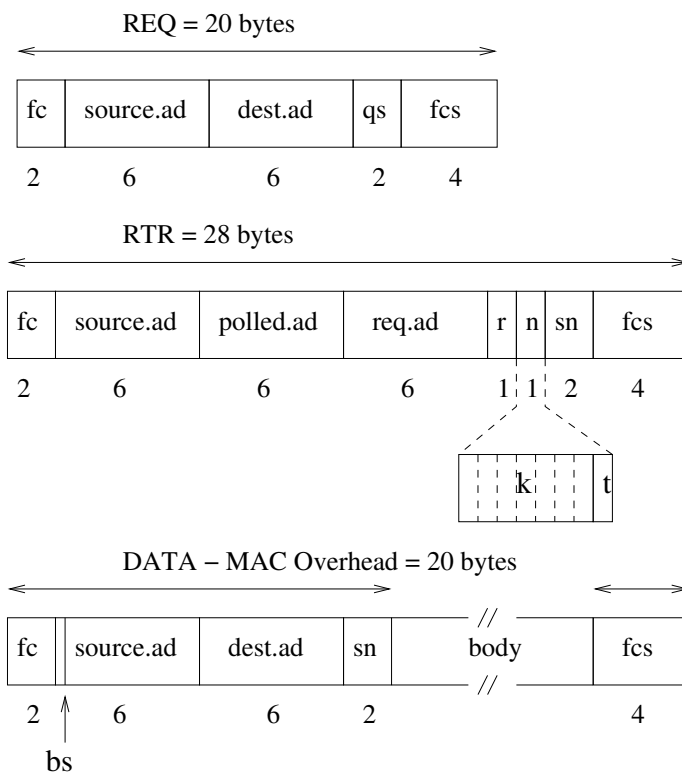 REQ = 20 bytes
fc source.ad dest.ad qs fcs
2 6 6 2 4
RTR = 28 bytes
fc source.ad polled.ad req.ad r n sn fcs
2 6 6 6 1 1 2 4
k t
DATA − MAC Overhead = 20 bytes
fc source.ad dest.ad sn // body // fcs
2 6 6 2 4
bs